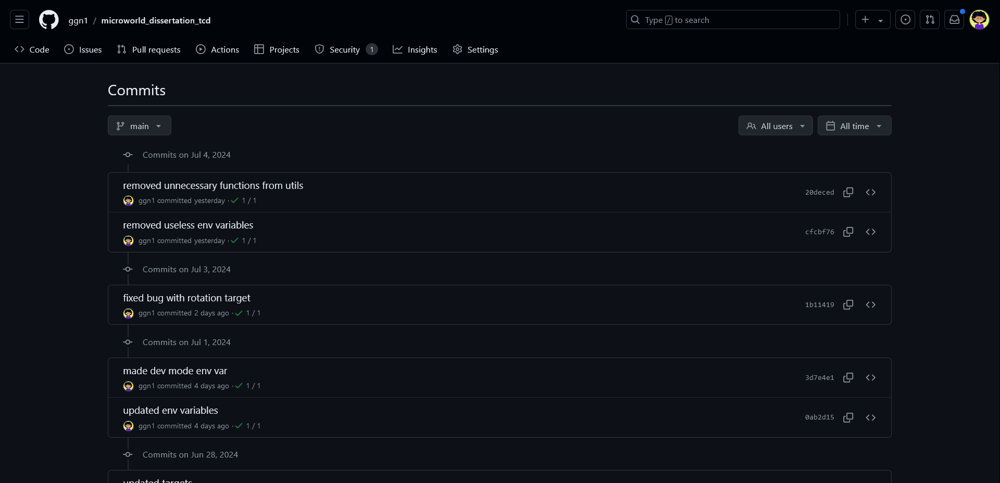 ggn1 / microworld_dissertation_tcd
Type / to search
Code
Issues
Pull requests
Actions
Projects
Security 1
Insights
Settings
Commits
main
All users
All time
Commits on Jul 4, 2024
removed unnecessary functions from utils
20deced
ggn1 committed yesterday · 1 / 1
removed useless env variables
cfcbf76
ggn1 committed yesterday · 1 / 1
Commits on Jul 3, 2024
fixed bug with rotation target
1b11419
ggn1 committed 2 days ago · 1 / 1
Commits on Jul 1, 2024
made dev mode env var
3d7e4e1
ggn1 committed 4 days ago · 1 / 1
updated env variables
0ab2d15
ggn1 committed 4 days ago · 1 / 1
Commits on Jun 28, 2024
updated targets